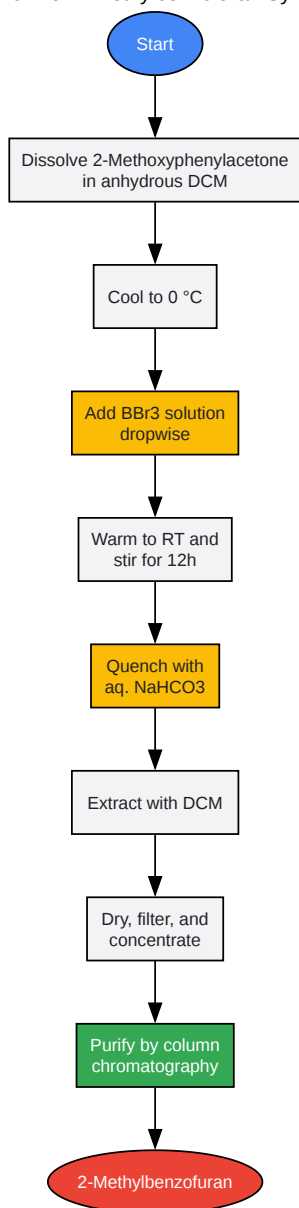 Start
Dissolve 2-Methoxyphenylacetone
in anhydrous DCM
Cool to 0 °C
Add BBr3 solution
dropwise
Warm to RT and
stir for 12h
Quench with
aq. NaHCO3
Extract with DCM
Dry, filter, and
concentrate
Purify by column
chromatography
2-Methylbenzofuran